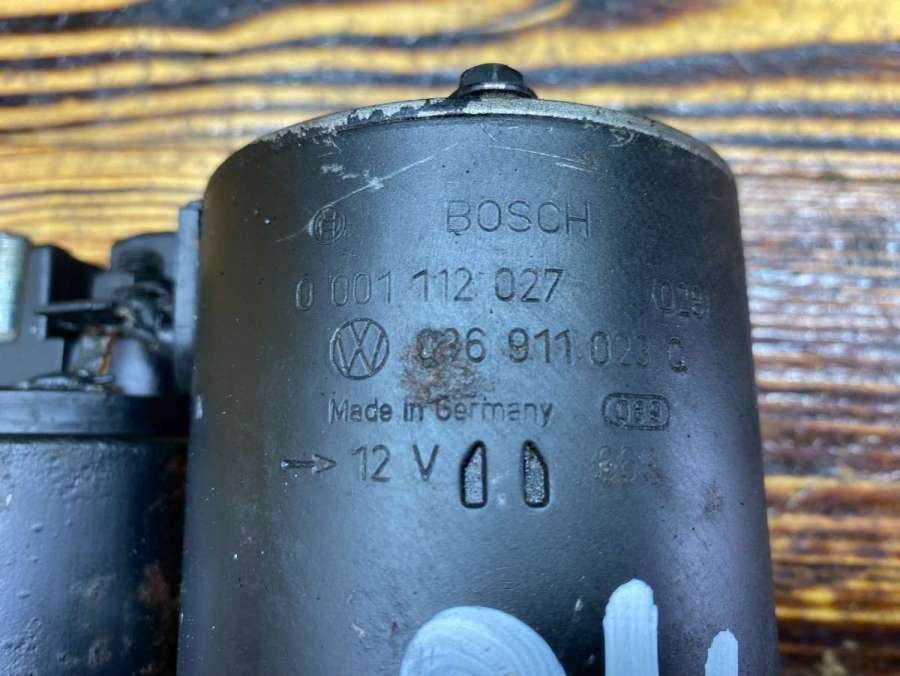 BOSCH
0 001 112 027
036 911 023 Q
Made in Germany
12 V